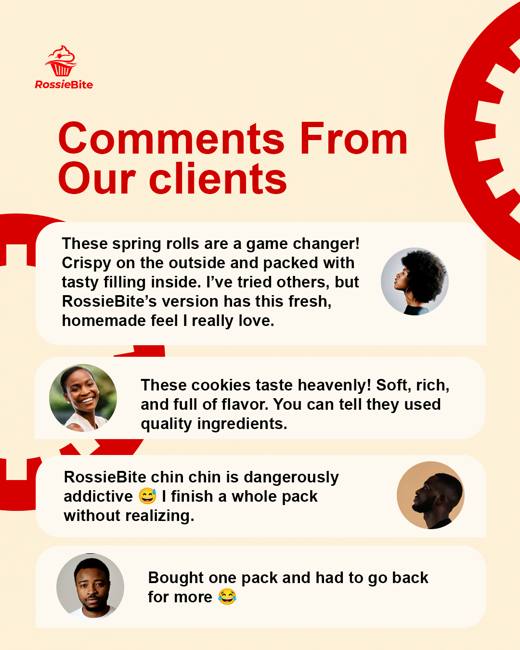 RossieBite
Comments From
Our clients
These spring rolls are a game changer!
Crispy on the outside and packed with
tasty filling inside. I’ve tried others, but
RossieBite’s version has this fresh,
homemade feel I really love.
These cookies taste heavenly! Soft, rich,
and full of flavor. You can tell they used
quality ingredients.
RossieBite chin chin is dangerously
addictive 😅 I finish a whole pack
without realizing.
Bought one pack and had to go back
for more 😂